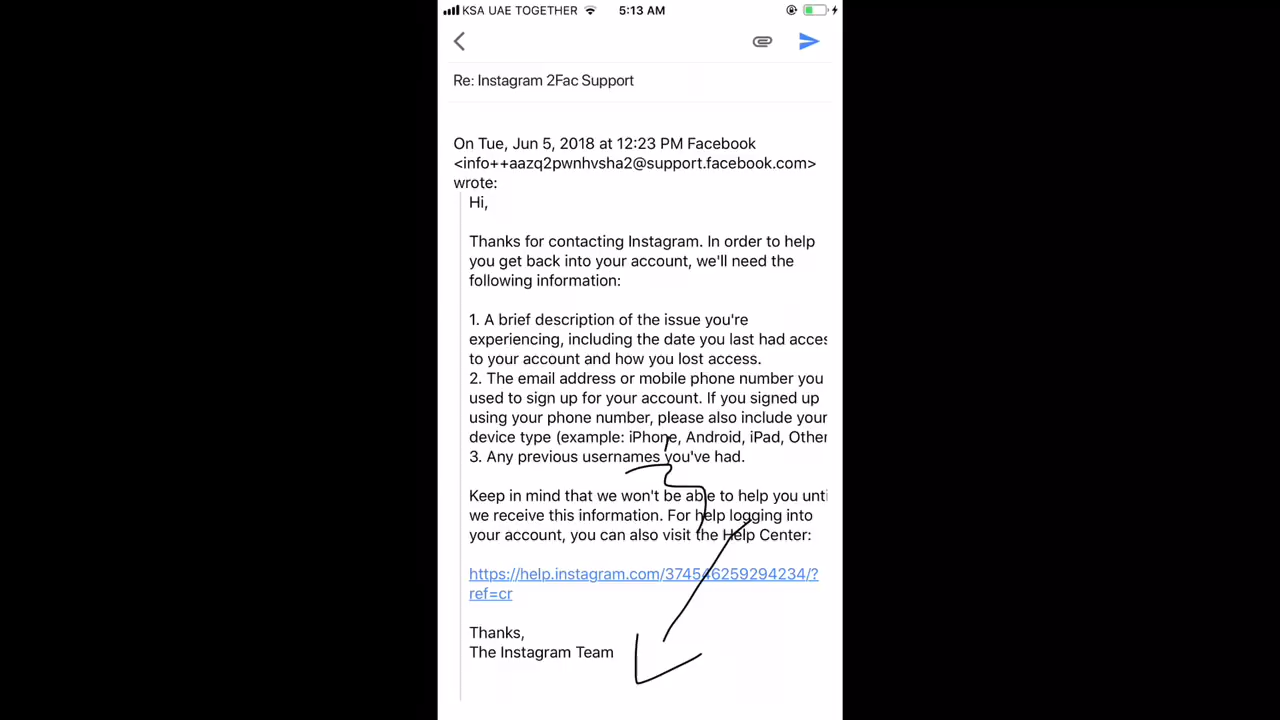 KSA UAE TOGETHER 5:13 AM
Re: Instagram 2Fac Support
On Tue, Jun 5, 2018 at 12:23 PM Facebook
<info++aazq2pwnhvsha2@support.facebook.com>
wrote:
Hi,
Thanks for contacting Instagram. In order to help
you get back into your account, we'll need the
following information:
1. A brief description of the issue you're
experiencing, including the date you last had acces
to your account and how you lost access.
2. The email address or mobile phone number you
used to sign up for your account. If you signed up
using your phone number, please also include your
device type (example: iPhone, Android, iPad, Other
3. Any previous usernames you've had.
Keep in mind that we won't be able to help you unti
we receive this information. For help logging into
your account, you can also visit the Help Center:
https://help.instagram.com/374546259294234/?
ref=cr
Thanks,
The Instagram Team